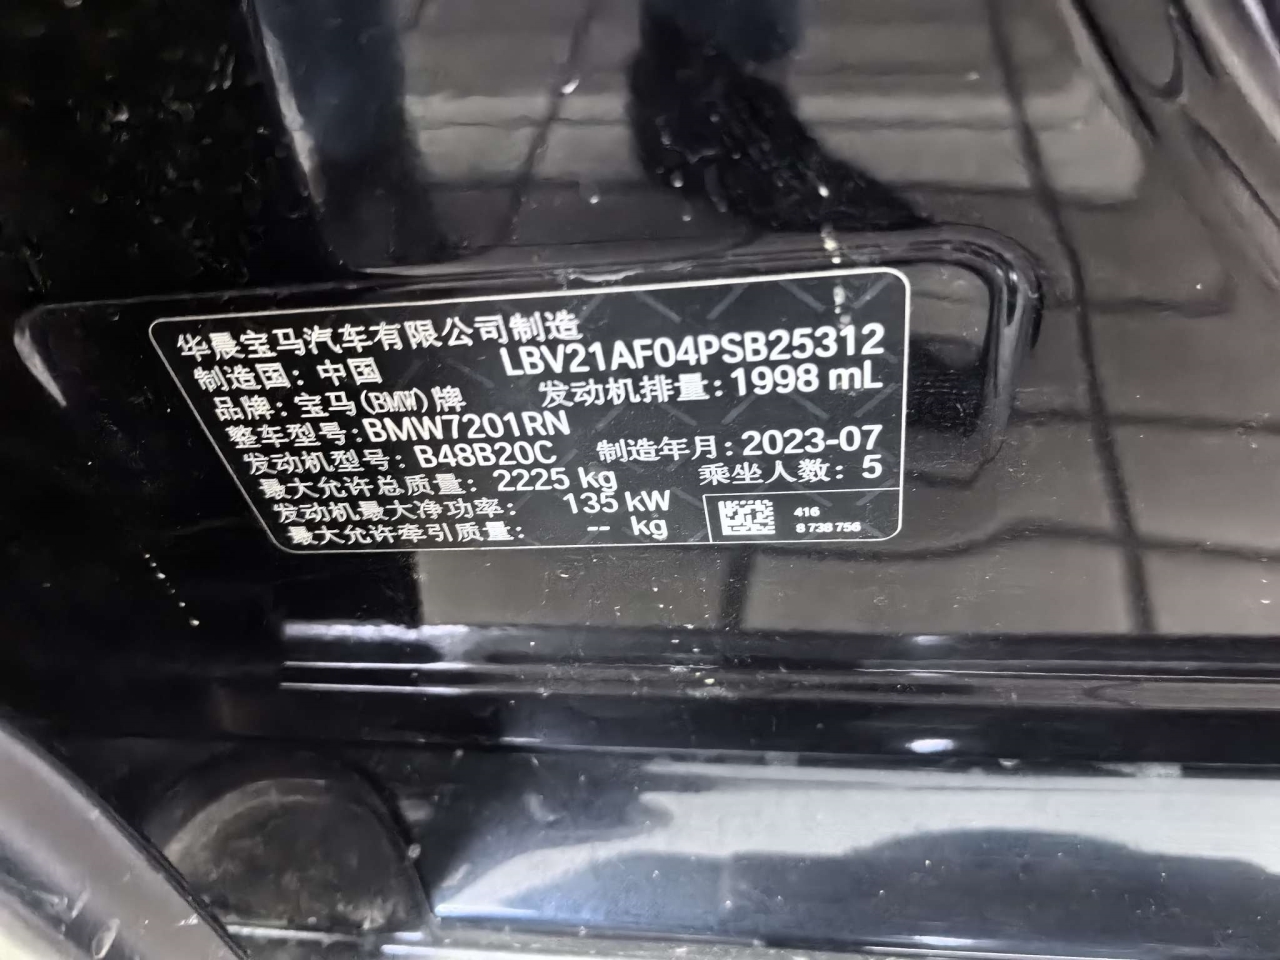 华晨宝马汽车有限公司制造
制造国：中国 LBV21AF04PSB25312
品牌：宝马(BMW)牌 发动机排量：1998 mL
整车型号：BMW7201RN
发动机型号：B48B20C 制造年月：2023-07
最大允许总质量：2225 kg 乘坐人数：5
发动机最大净功率：135 kW
最大允许牵引质量：-- kg
416
8 738 756